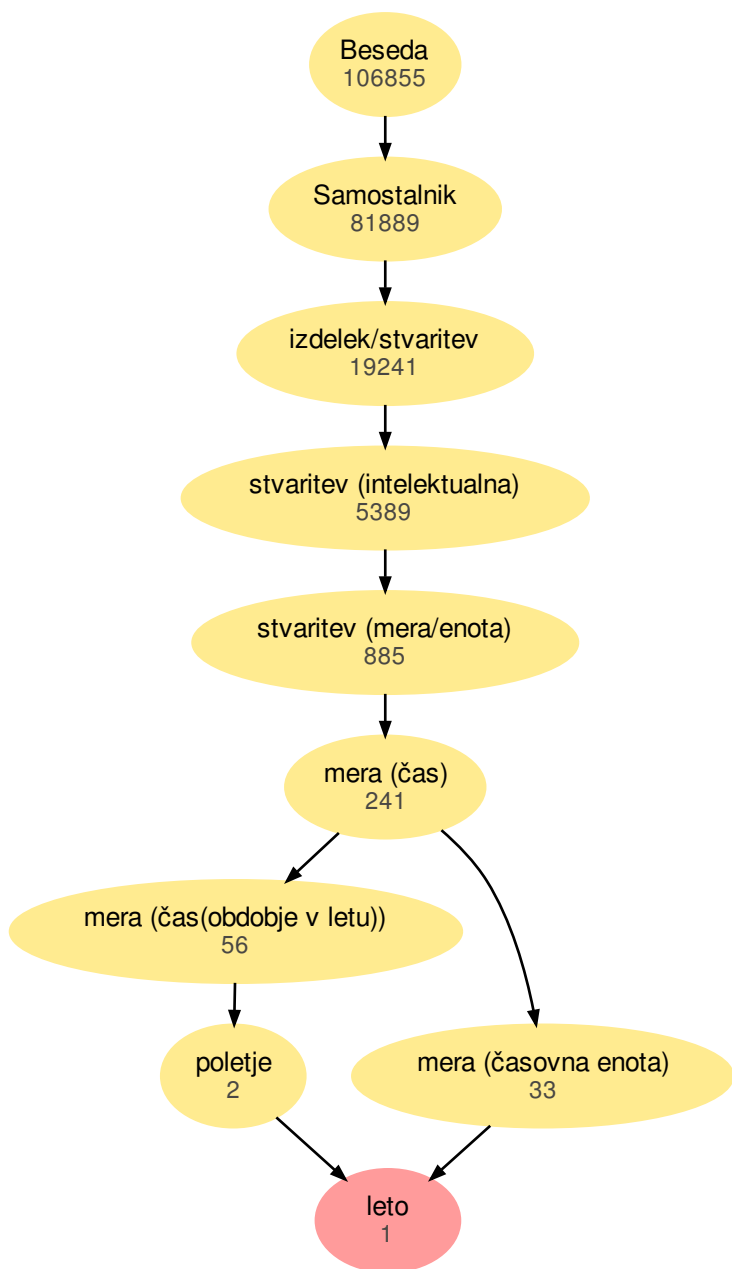 Beseda
106855
Samostalnik
81889
izdelek/stvaritev
19241
stvaritev (intelektualna)
5389
stvaritev (mera/enota)
885
mera (čas)
241
mera (čas(obdobje v letu))
56
poletje
2
mera (časovna enota)
33
leto
1